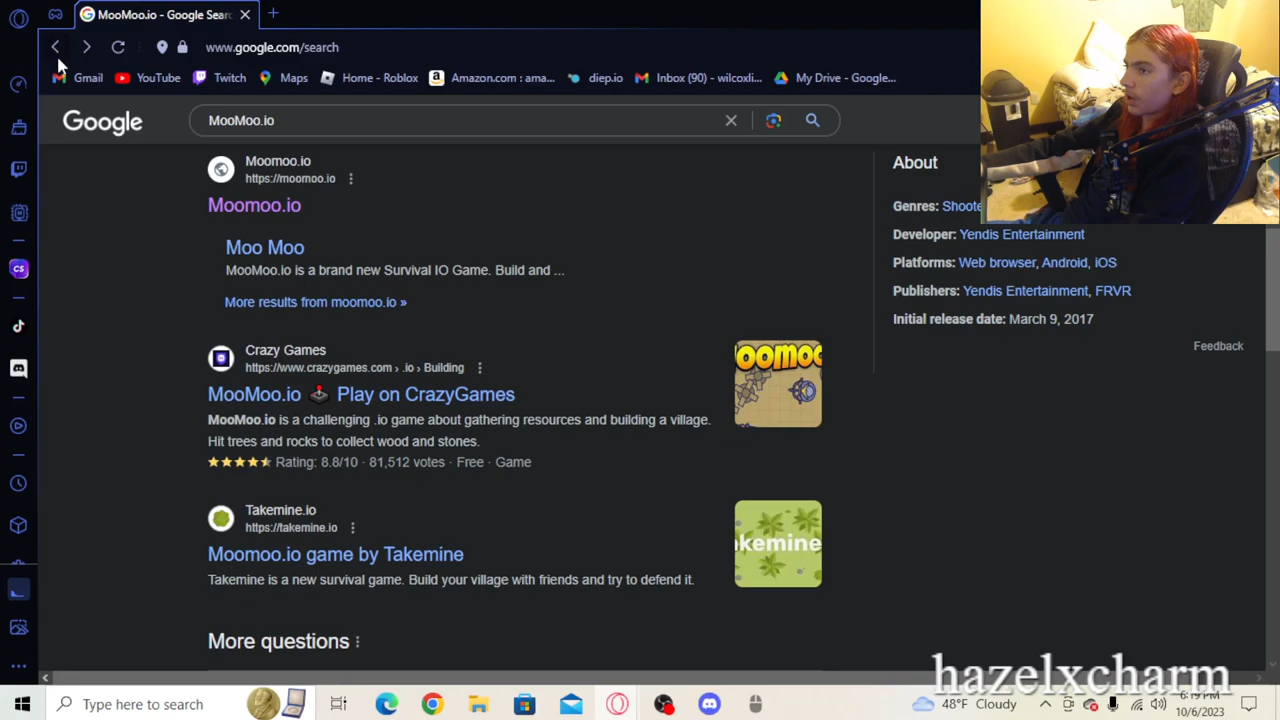 MooMoo.io - Google Sear
www.google.com/search
Gmail
YouTube
Twitch
Maps
Home - Roblox
Amazon.com : ama...
diep.io
Inbox (90) - wilcoxli...
My Drive - Google...
Google
MooMoo.io
Moomoo.io
https://moomoo.io
Moomoo.io
Moo Moo
MooMoo.io is a brand new Survival IO Game. Build and ...
More results from moomoo.io »
Crazy Games
https://www.crazygames.com › .io › Building
MooMoo.io 🕹️ Play on CrazyGames
MooMoo.io is a challenging .io game about gathering resources and building a village.
Hit trees and rocks to collect wood and stones.
Rating: 8.8/10 · 81,512 votes · Free · Game
oomoo
Takemine.io
https://takemine.io
Moomoo.io game by Takemine
Takemine is a new survival game. Build your village with friends and try to defend it.
kemine
More questions
About
Genres: Shoote
Developer: Yendis Entertainment
Platforms: Web browser, Android, iOS
Publishers: Yendis Entertainment, FRVR
Initial release date: March 9, 2017
Feedback
CS
hazelxcharm
Type here to search
48°F Cloudy
6:19 PM
10/6/2023